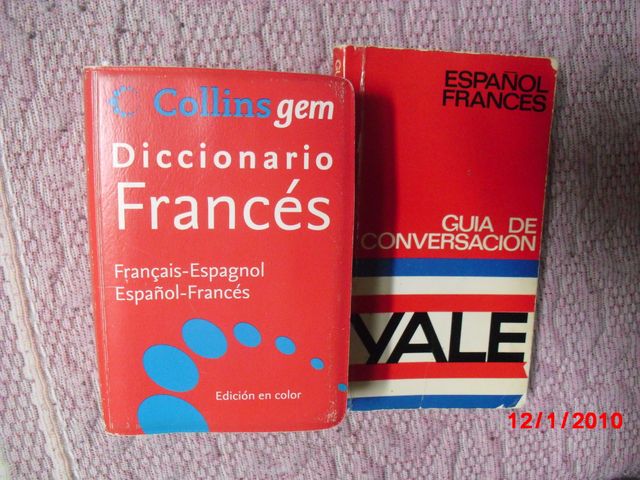 Collins gem
Diccionario
Francés
Français-Espagnol
Español-Francés
Edición en color
ESPAÑOL
FRANCES
GUIA DE
CONVERSACION
YALE
12/1/2010